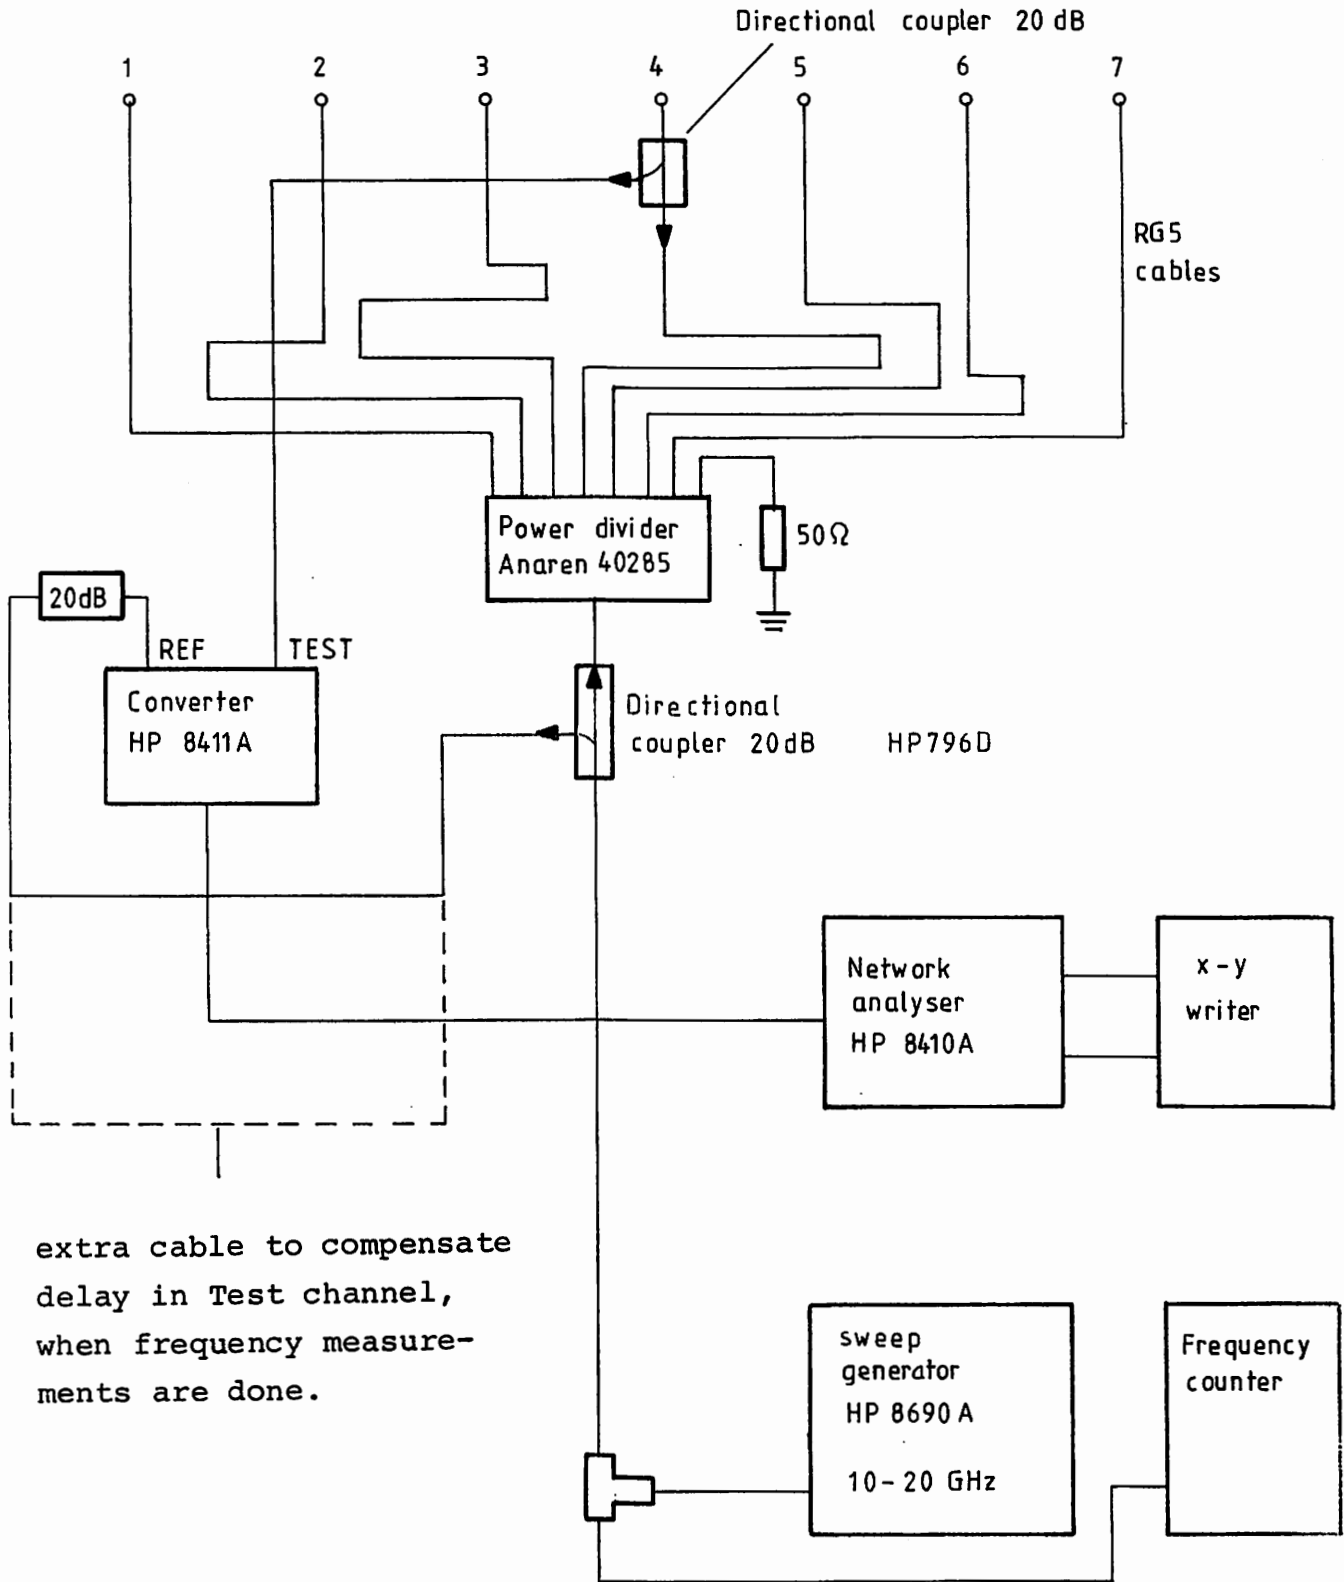 Directional coupler 20 dB
1 2 3 4 5 6 7
RG5
cables
Power divider
Anaren 40285
50Ω
20dB
REF TEST
Converter
HP 8411A
Directional
coupler 20dB HP796D
Network
analyser
HP 8410A
x-y
writer
extra cable to compensate
delay in Test channel,
when frequency measure-
ments are done.
sweep
generator
HP 8690A
10-20 GHz
Frequency
counter